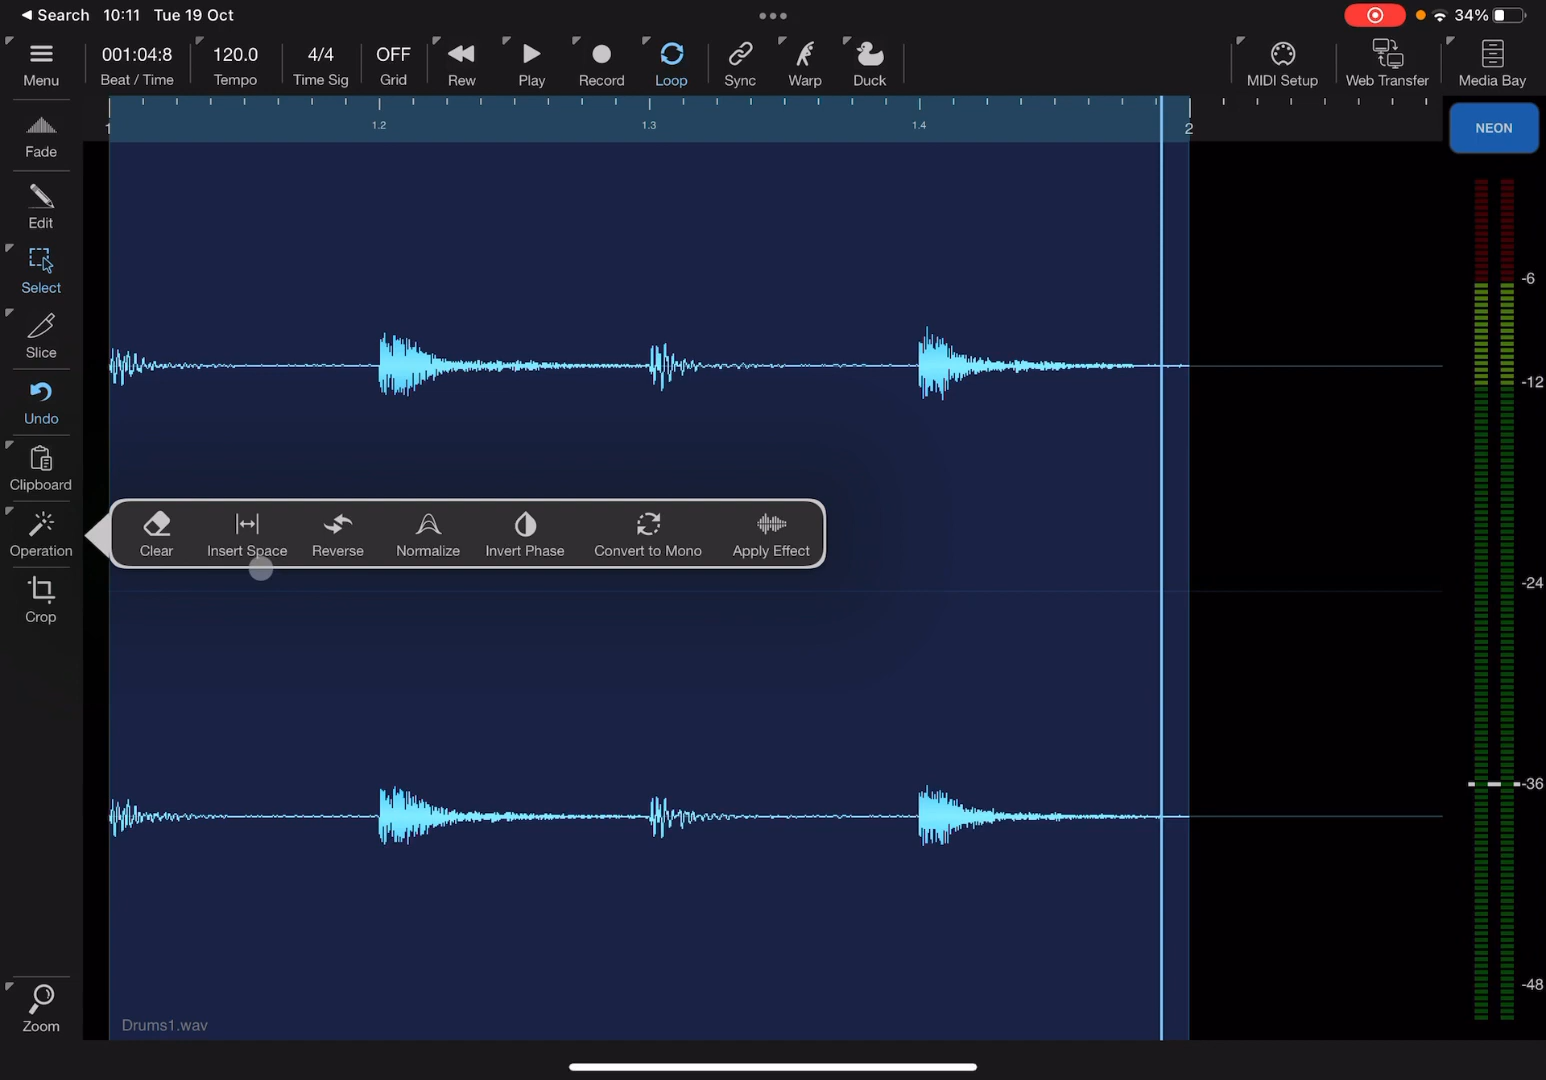 Search 10:11 Tue 19 Oct
34%
001:04:8 120.0 4/4 OFF
Menu Beat / Time Tempo Time Sig Grid Rew Play Record Loop Sync Warp Duck MIDI Setup Web Transfer Media Bay
1 1.2 1.3 1.4 2
NEON
Fade
Edit
Select
Slice
Undo
Clipboard
Operation
Clear Insert Space Reverse Normalize Invert Phase Convert to Mono Apply Effect
Crop
Zoom
Drums1.wav
-6
-12
-24
-36
-48